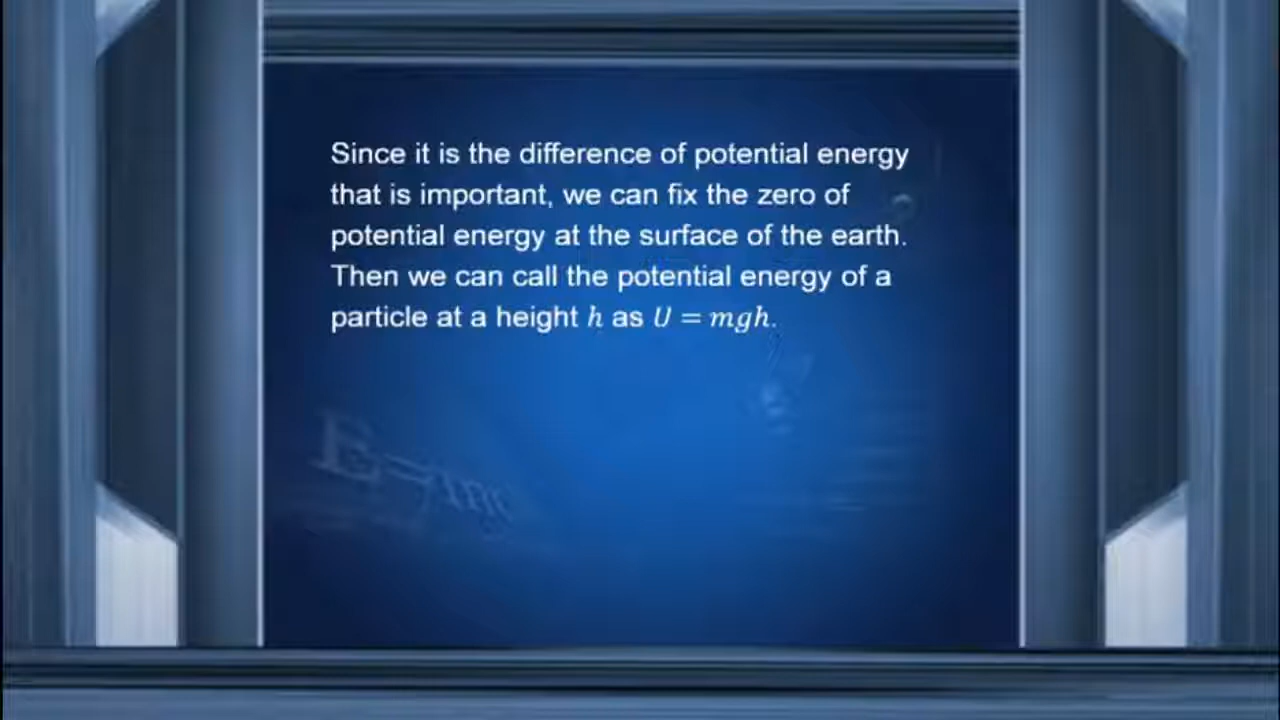 Since it is the difference of potential energy
that is important, we can fix the zero of
potential energy at the surface of the earth.
Then we can call the potential energy of a
particle at a height ℎ as 𝑈 = 𝑚𝑔ℎ.
E=mc